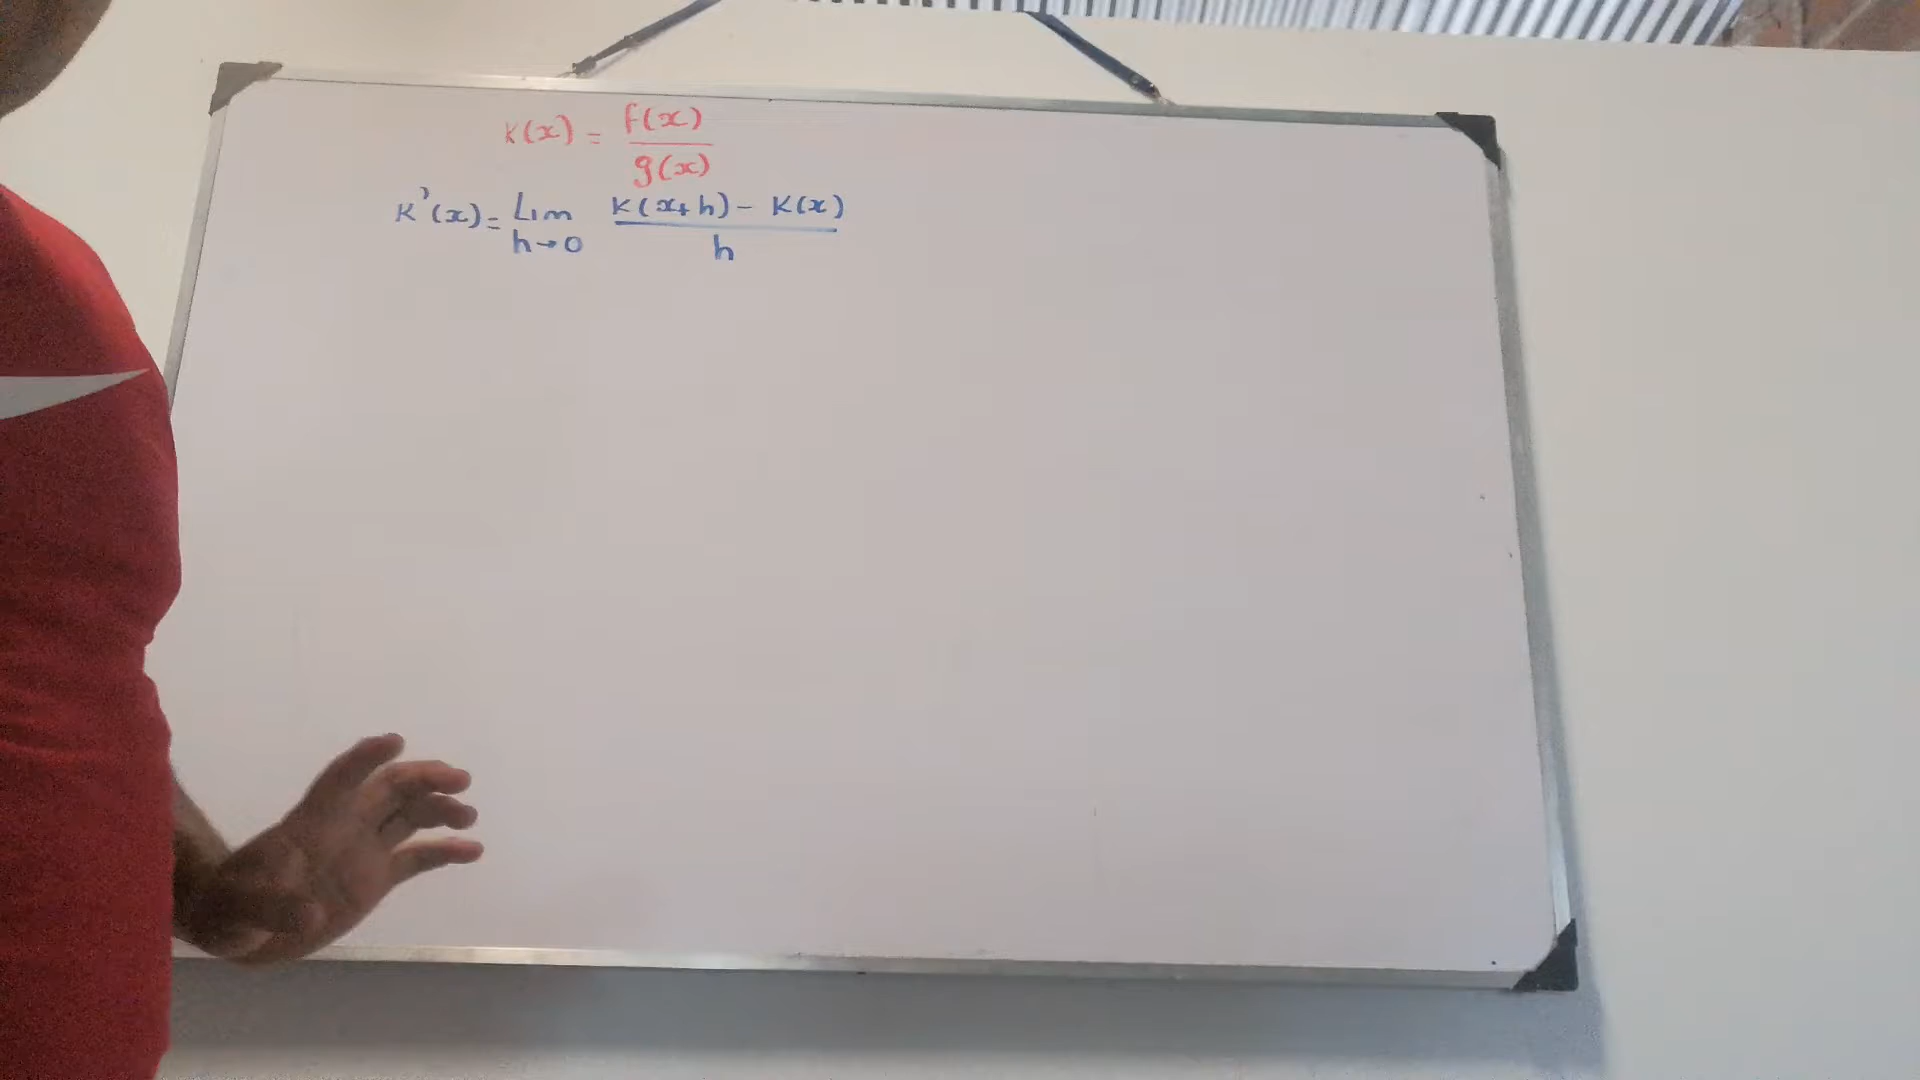 K(x) = f(x) / g(x)
K'(x) = Lim h→0 K(x+h) - K(x) / h